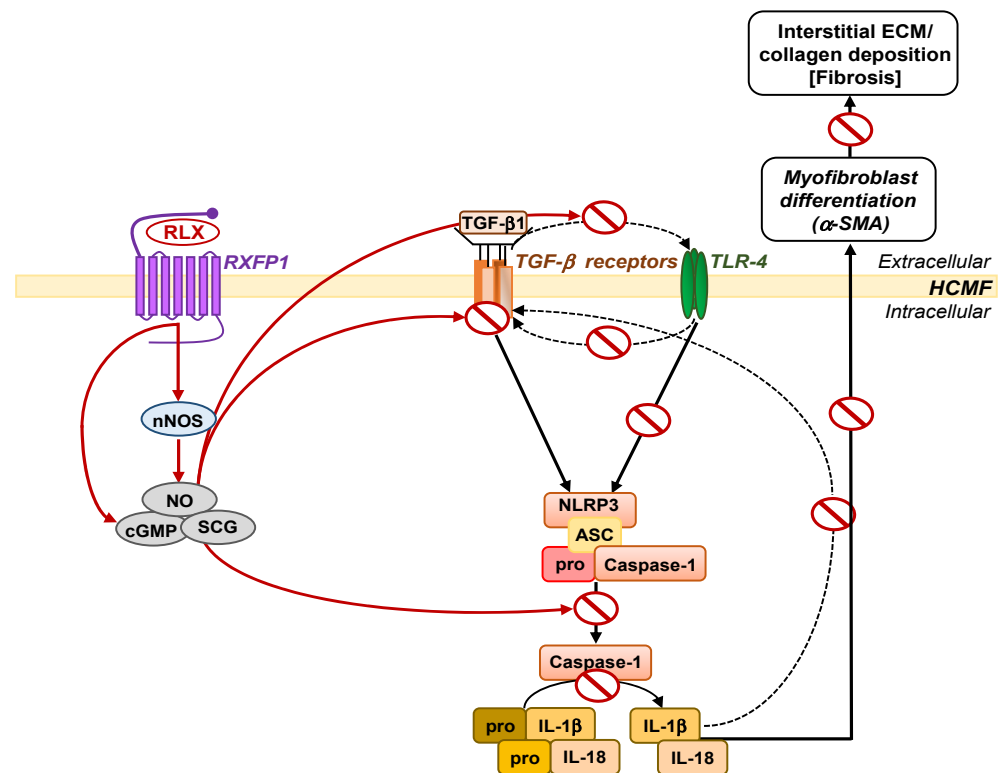 Interstitial ECM/
collagen deposition
[Fibrosis]
Myofibroblast
differentiation
(α-SMA)
TGF-β1
RLX
RXFP1
TGF-β receptors
TLR-4
Extracellular
HCMF
Intracellular
nNOS
NO
cGMP
SCG
NLRP3
ASC
pro
Caspase-1
Caspase-1
pro
IL-1β
IL-1β
pro
IL-18
IL-18